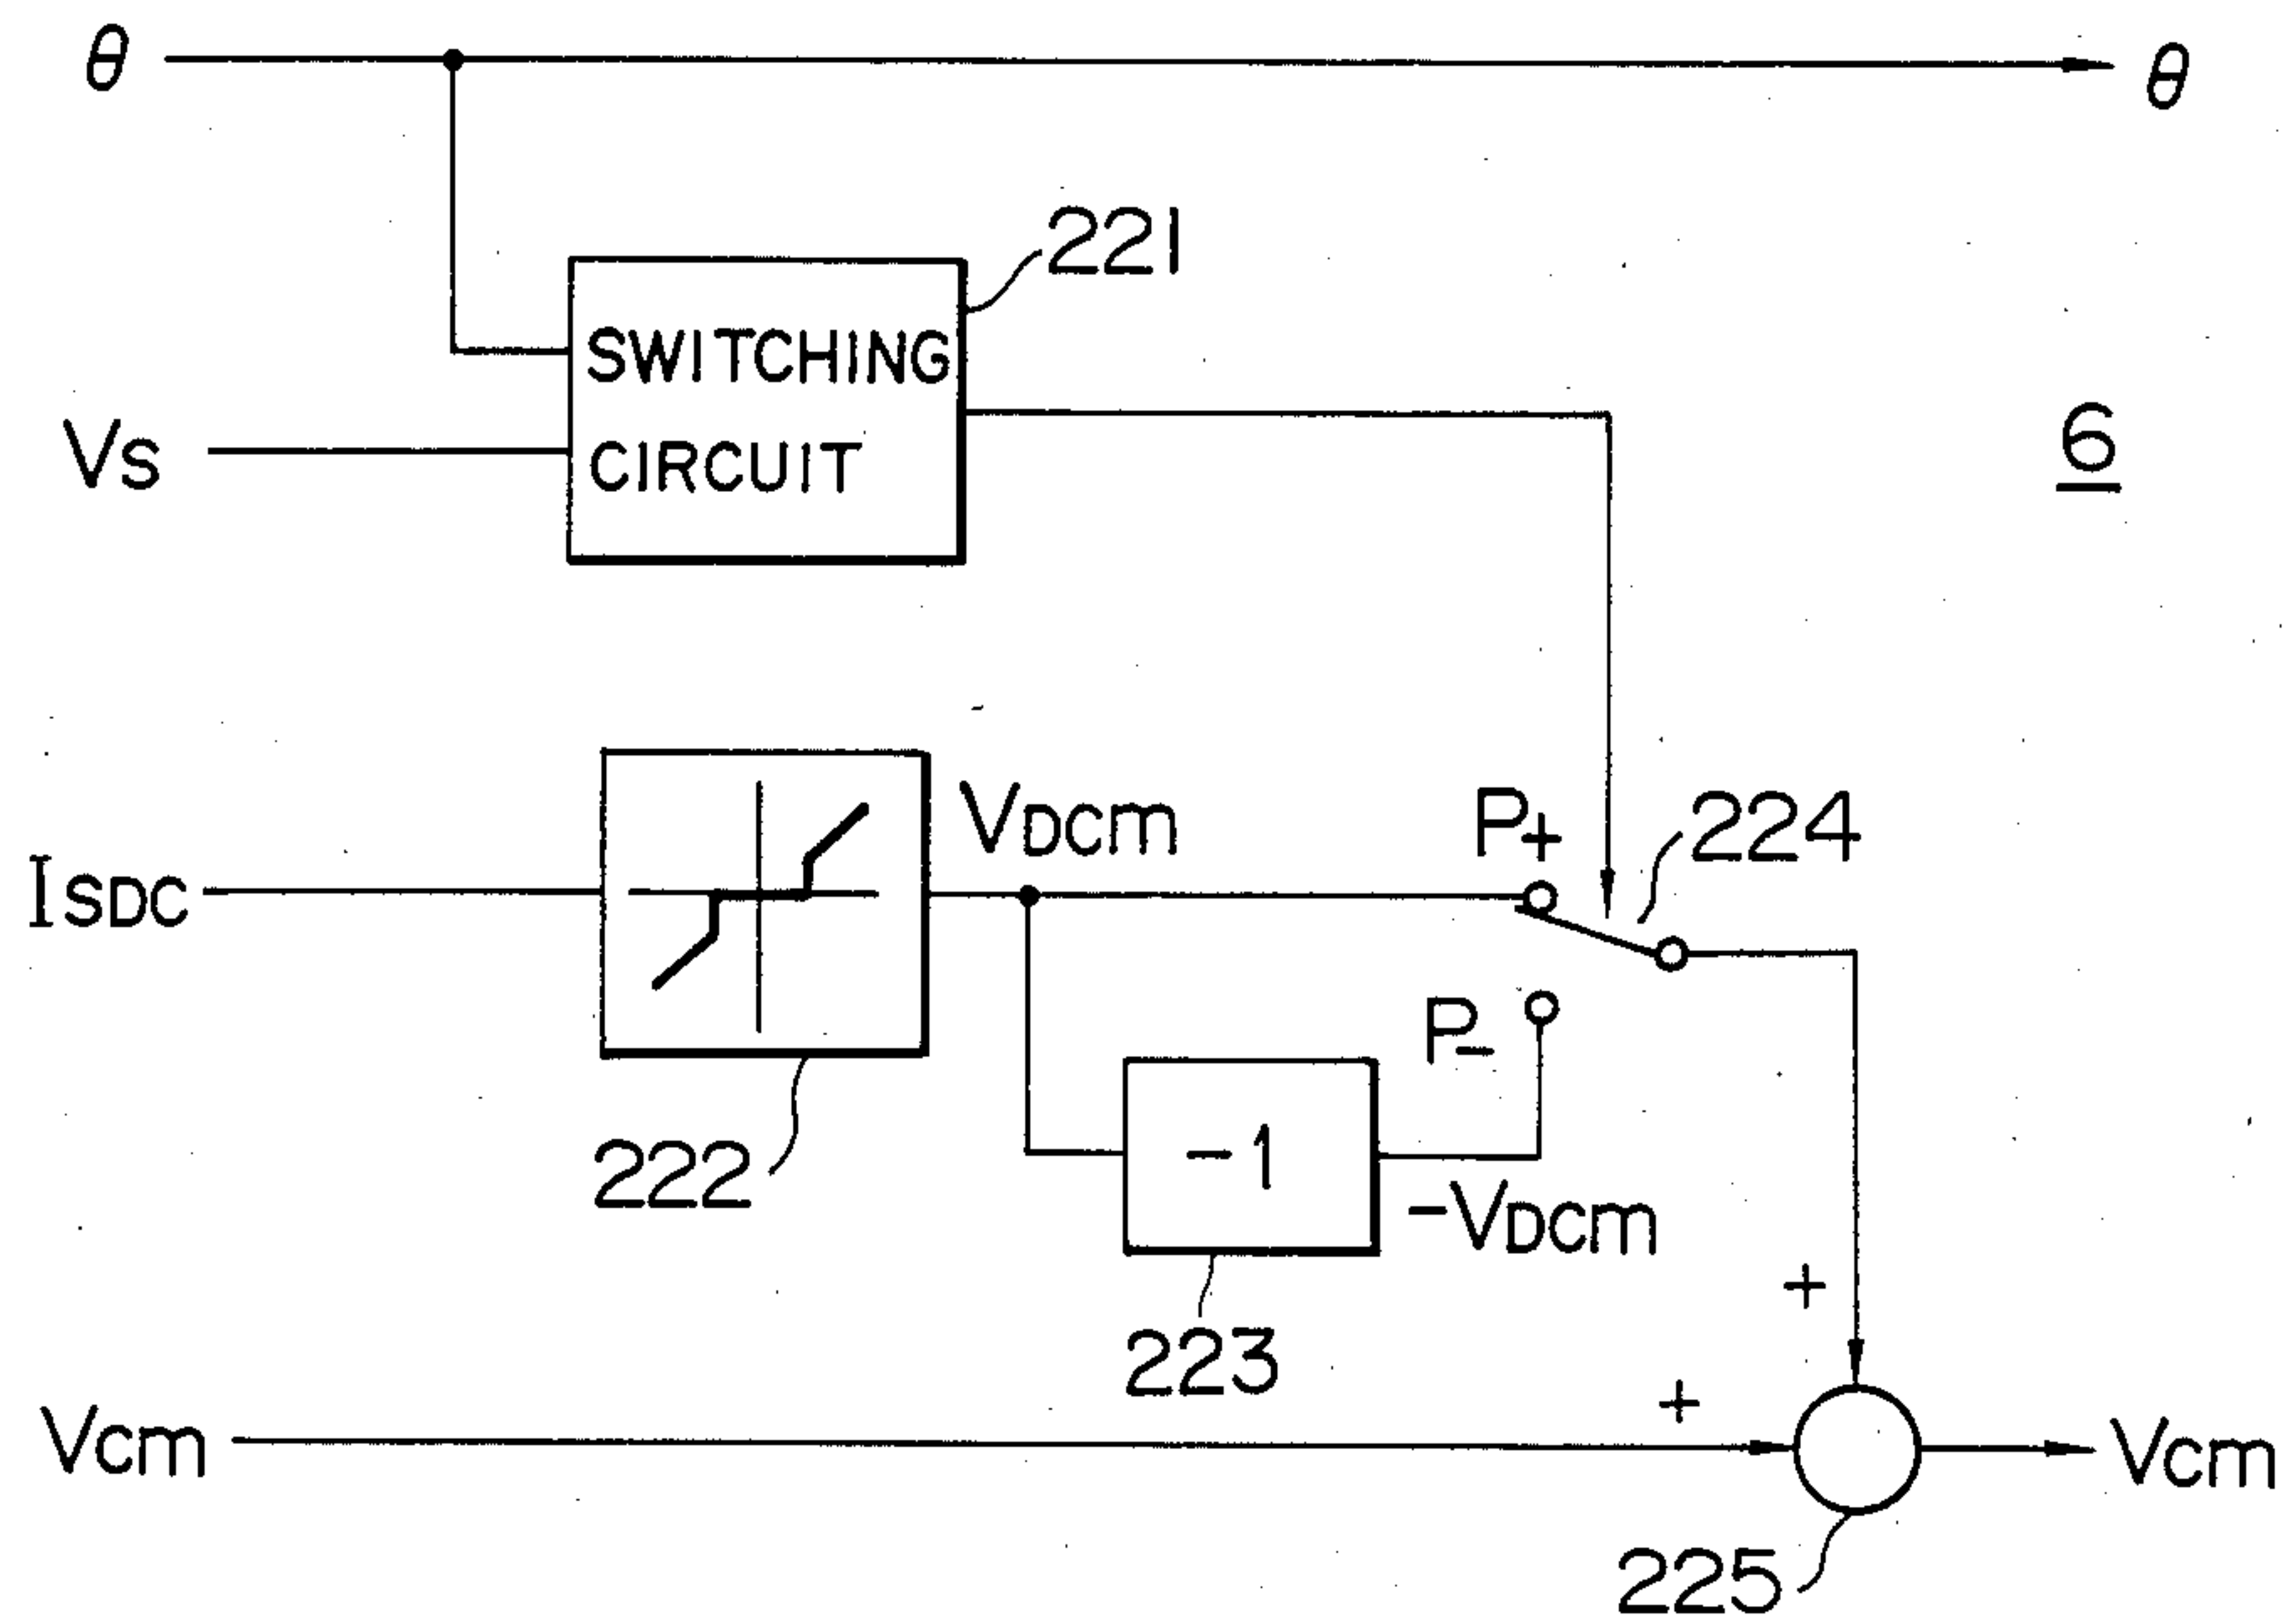 θ
θ
221
SWITCHING
CIRCUIT
Vs
6
VDCm
P+
224
ISDC
P-
-1
222
-VDCm
+
223
+
Vcm
Vcm
225